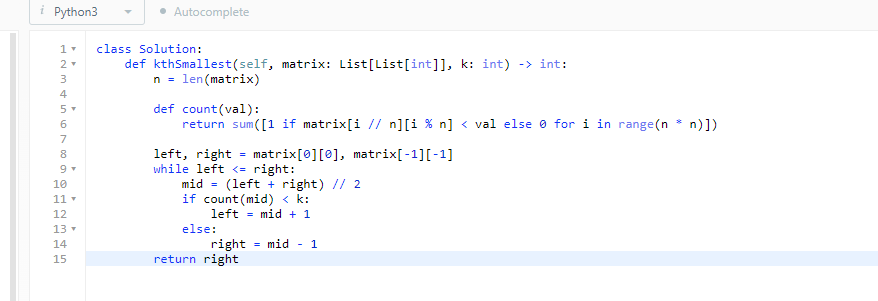 i Python3 Autocomplete
1 class Solution:
2     def kthSmallest(self, matrix: List[List[int]], k: int) -> int:
3         n = len(matrix)
4
5         def count(val):
6             return sum([1 if matrix[i // n][i % n] < val else 0 for i in range(n * n)])
7
8         left, right = matrix[0][0], matrix[-1][-1]
9         while left <= right:
10             mid = (left + right) // 2
11             if count(mid) < k:
12                 left = mid + 1
13             else:
14                 right = mid - 1
15         return right